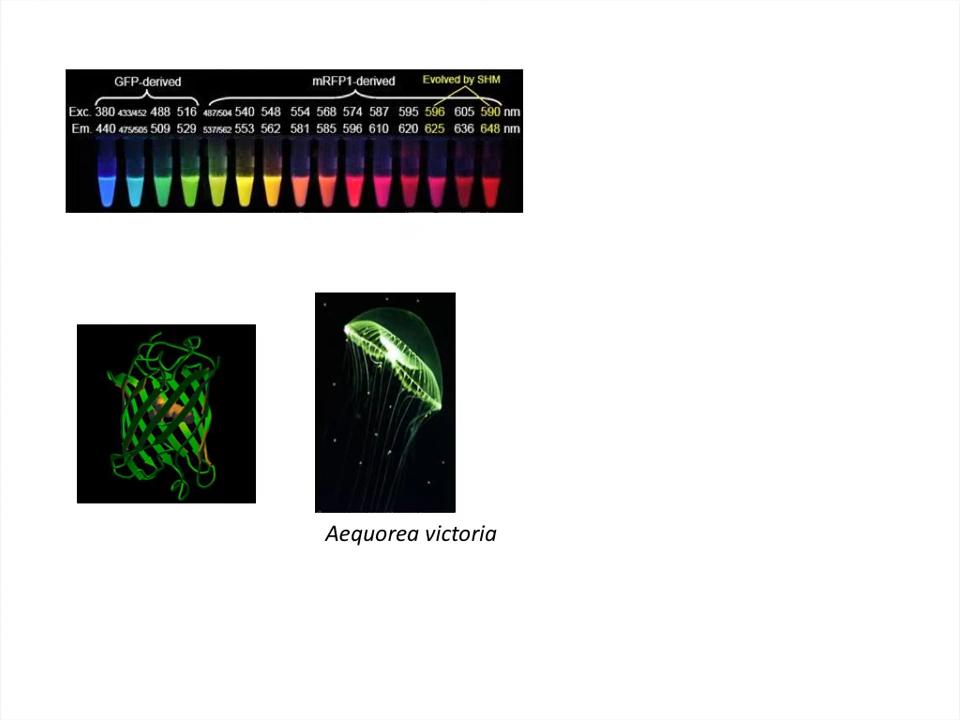 GFP-derived mRFP1-derived Evolved by SHM
Exc. 380 433/452 488 516 487/504 540 548 554 568 574 587 595 596 605 590 nm
Em. 440 475/505 509 529 537/562 553 562 581 585 596 610 620 625 636 648 nm
Aequorea victoria